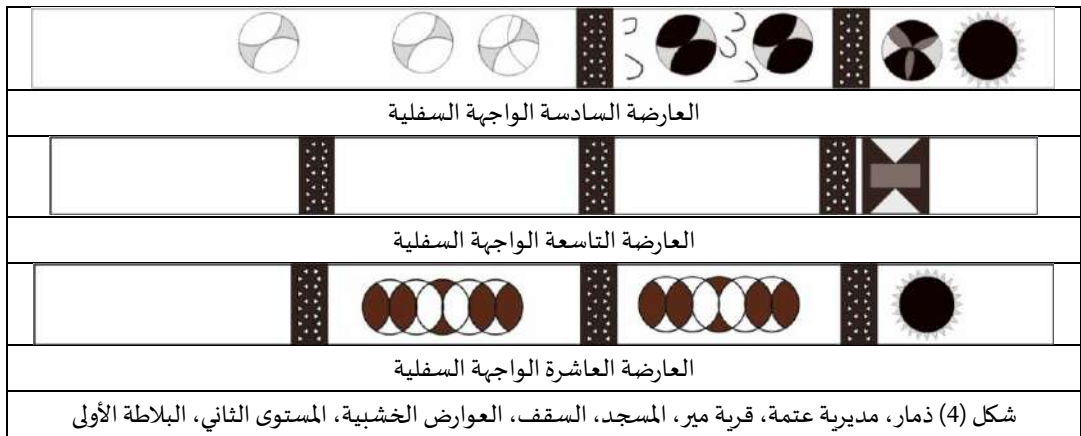 العارضة السادسة الواجهة السفلية
العارضة التاسعة الواجهة السفلية
العارضة العاشرة الواجهة السفلية
شكل (4) ذمار، مديرية عتمة، قرية مير، المسجد، السقف، العوارض الخشبية، المستوى الثاني، البلاطة الأولى